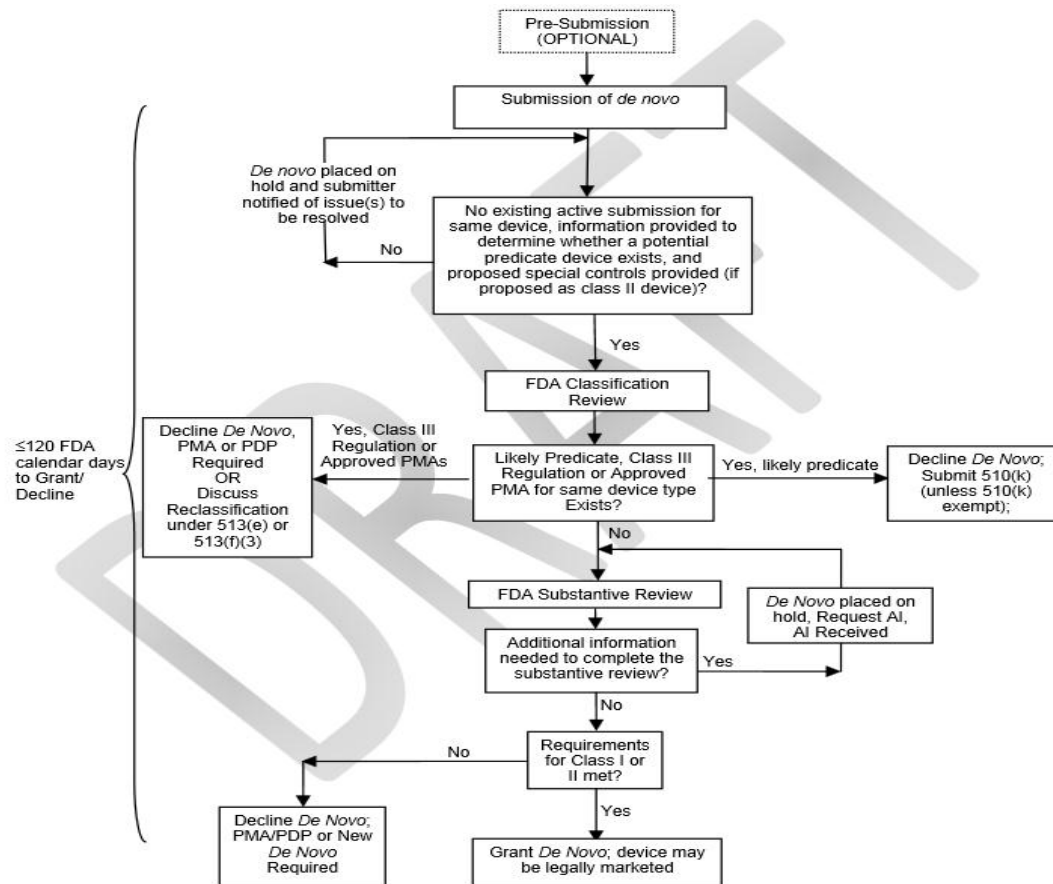 Pre-Submission
(OPTIONAL)
Submission of de novo
De novo placed on
hold and submitter
notified of issue(s) to
be resolved
No existing active submission for
same device, information provided to
determine whether a potential
predicate device exists, and
proposed special controls provided (if
proposed as class II device)?
No
Yes
FDA Classification
Review
≤120 FDA
calendar days
to Grant/
Decline
Decline De Novo,
PMA or PDP
Required
OR
Discuss
Reclassification
under 513(e) or
513(f)(3)
Yes, Class III
Regulation or
Approved PMAs
Likely Predicate, Class III
Regulation or Approved
PMA for same device type
Exists?
Yes, likely predicate
Decline De Novo;
Submit 510(k)
(unless 510(k)
exempt);
No
FDA Substantive Review
De Novo placed on
hold, Request AI,
AI Received
Additional information
needed to complete the
substantive review?
Yes
No
Requirements
for Class I or
II met?
No
Yes
Decline De Novo;
PMA/PDP or New
De Novo
Required
Grant De Novo; device may
be legally marketed
DRAFT